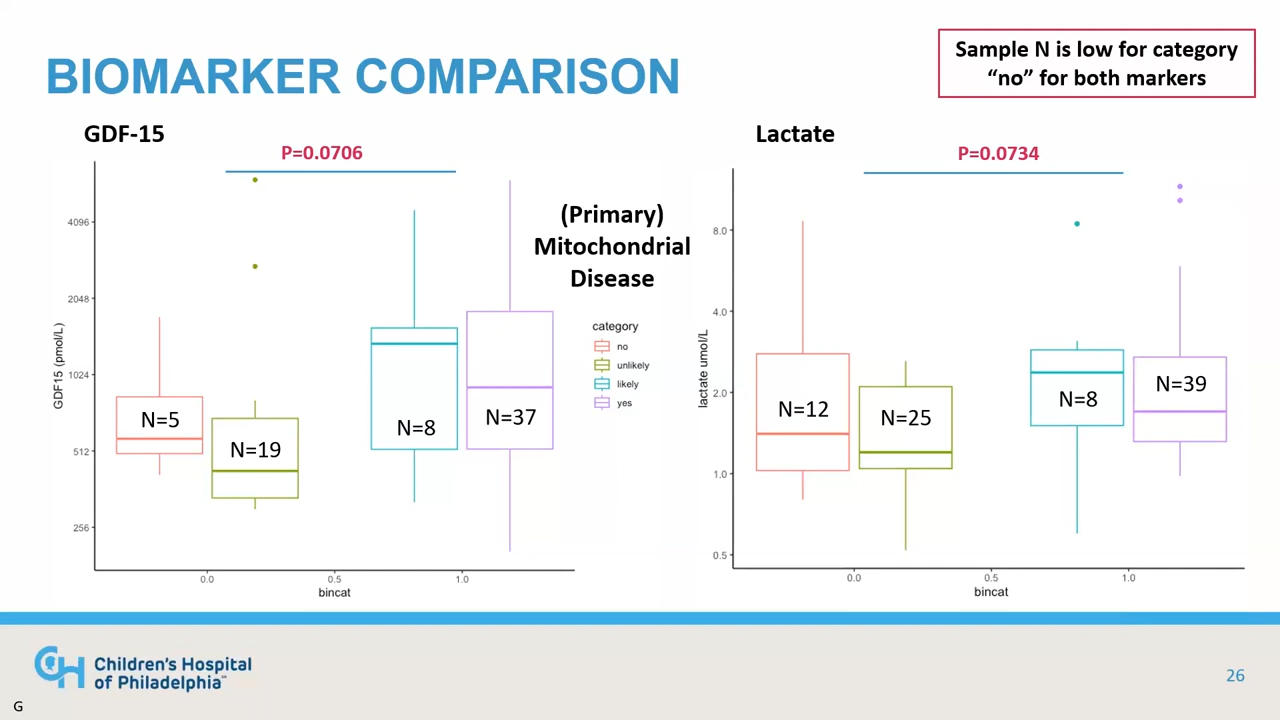 BIOMARKER COMPARISON
Sample N is low for category
“no” for both markers
GDF-15
P=0.0706
4096
2048
1024
512
256
GDF15 (pmol/L)
N=5
N=19
N=8
N=37
0.0
0.5
1.0
bincat
(Primary)
Mitochondrial
Disease
category
no
unlikely
likely
yes
Lactate
P=0.0734
8.0
4.0
2.0
1.0
0.5
lactate umol/L
N=12
N=25
N=8
N=39
0.0
0.5
1.0
bincat
CH
Children’s Hospital
of Philadelphia℠
26
G